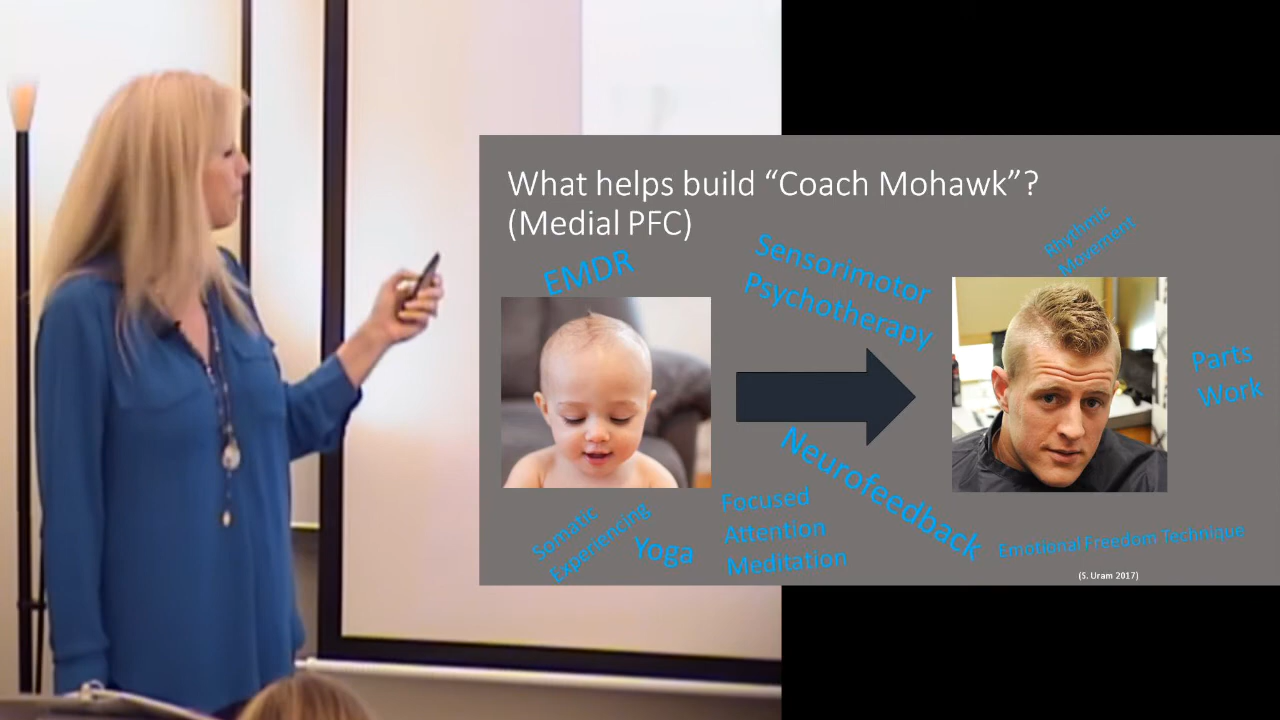 What helps build “Coach Mohawk”?
(Medial PFC)
EMDR
Sensorimotor
Psychotherapy
Rhythmic
Movement
Parts
Work
Neurofeedback
Somatic
Experiencing
Yoga
Focused
Attention
Meditation
Emotional Freedom Technique
(S. Uram 2017)